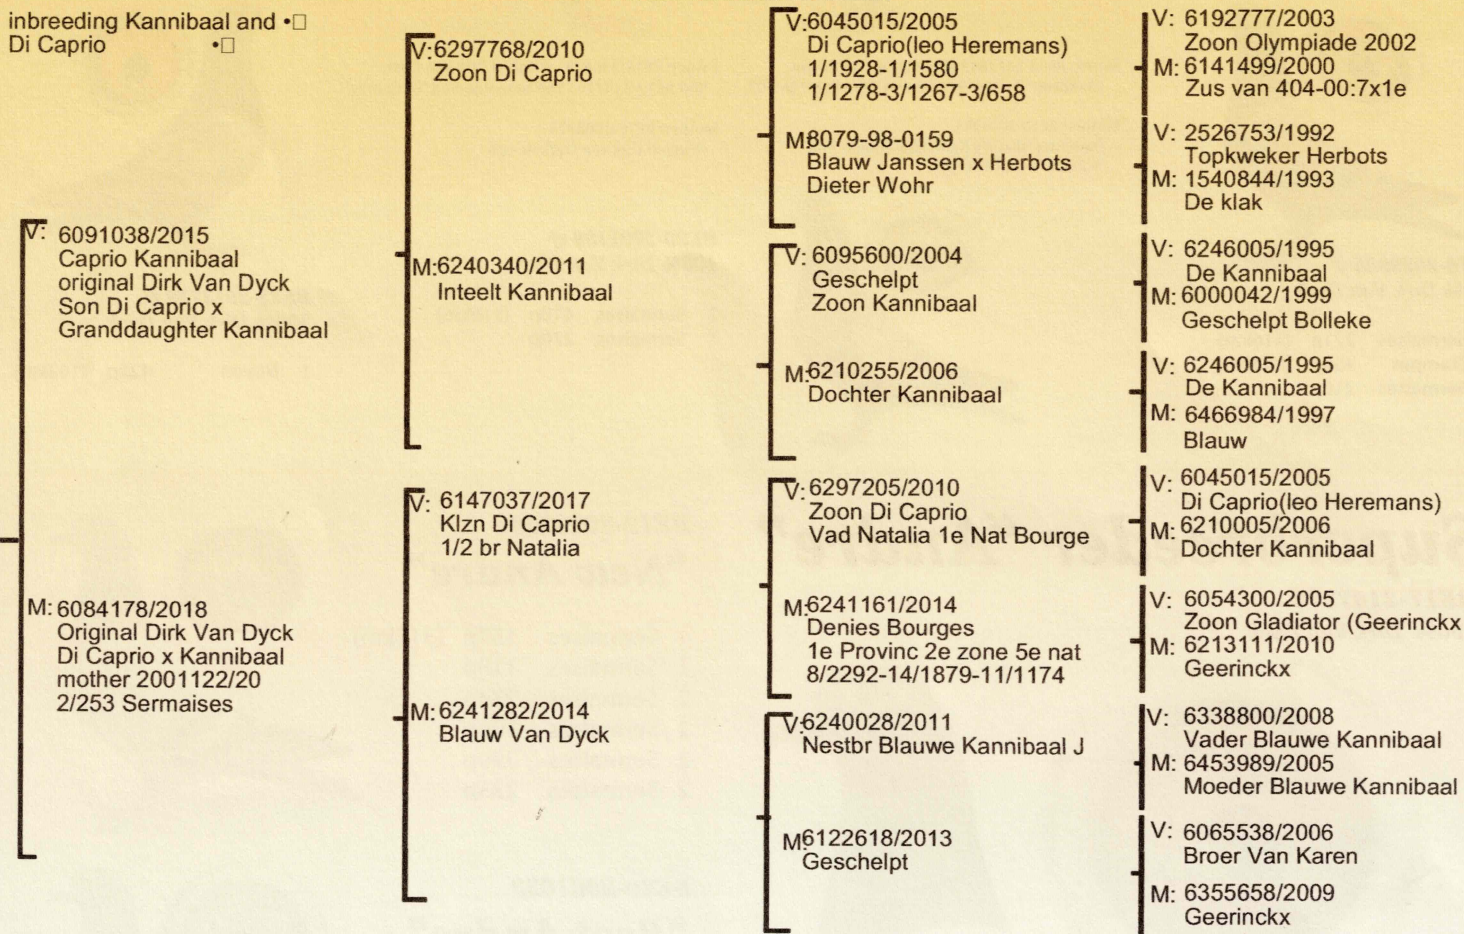 inbreeding Kannibaal and •□
Di Caprio •□
V: 6091038/2015
Caprio Kannibaal
original Dirk Van Dyck
Son Di Caprio x
Granddaughter Kannibaal
M: 6084178/2018
Original Dirk Van Dyck
Di Caprio x Kannibaal
mother 2001122/20
2/253 Sermaises
V: 6297768/2010
Zoon Di Caprio
M: 6240340/2011
Inteelt Kannibaal
V: 6147037/2017
Klzn Di Caprio
1/2 br Natalia
M: 6241282/2014
Blauw Van Dyck
V: 6045015/2005
Di Caprio(leo Heremans)
1/1928-1/1580
1/1278-3/1267-3/658
M: 8079-98-0159
Blauw Janssen x Herbots
Dieter Wohr
V: 6095600/2004
Geschelpt
Zoon Kannibaal
M: 6210255/2006
Dochter Kannibaal
V: 6297205/2010
Zoon Di Caprio
Vad Natalia 1e Nat Bourge
M: 6241161/2014
Denies Bourges
1e Provinc 2e zone 5e nat
8/2292-14/1879-11/1174
V: 6240028/2011
Nestbr Blauwe Kannibaal J
M: 6122618/2013
Geschelpt
V: 6192777/2003
Zoon Olympiade 2002
M: 6141499/2000
Zus van 404-00:7x1e
V: 2526753/1992
Topkweker Herbots
M: 1540844/1993
De klak
V: 6246005/1995
De Kannibaal
M: 6000042/1999
Geschelpt Bolleke
V: 6246005/1995
De Kannibaal
M: 6466984/1997
Blauw
V: 6045015/2005
Di Caprio(leo Heremans)
M: 6210005/2006
Dochter Kannibaal
V: 6054300/2005
Zoon Gladiator (Geerinckx
M: 6213111/2010
Geerinckx
V: 6338800/2008
Vader Blauwe Kannibaal
M: 6453989/2005
Moeder Blauwe Kannibaal
V: 6065538/2006
Broer Van Karen
M: 6355658/2009
Geerinckx